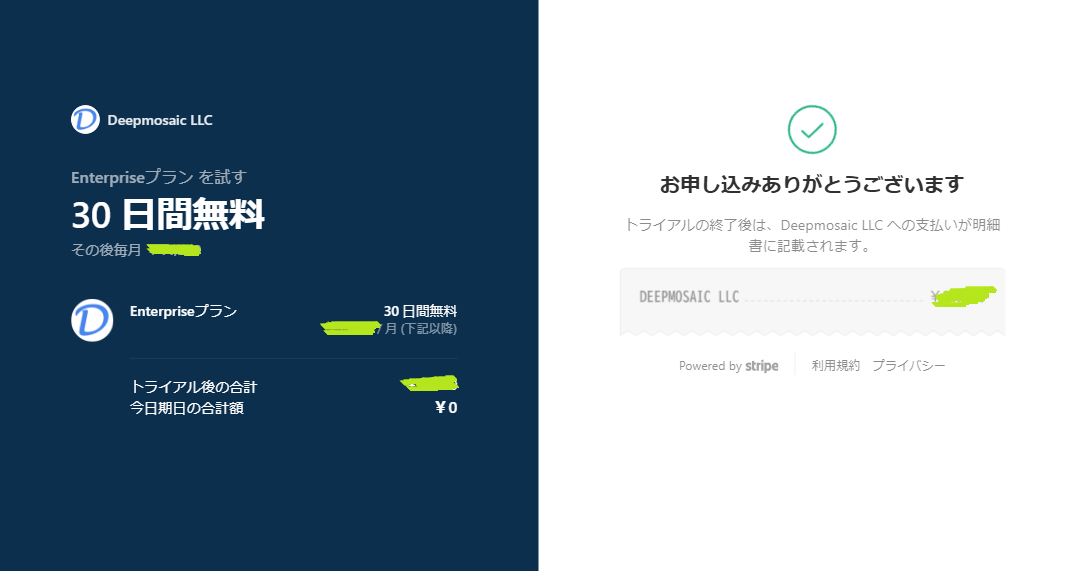 Deepmosaic LLC
Enterpriseプラン を試す
30 日間無料
その後毎月
Enterpriseプラン
30 日間無料
/ 月 (下記以降)
トライアル後の合計
今日期日の合計額
¥0
お申し込みありがとうございます
トライアルの終了後は、Deepmosaic LLC への支払いが明細
書に記載されます。
DEEPMOSAIC LLC
¥
Powered by stripe
利用規約
プライバシー